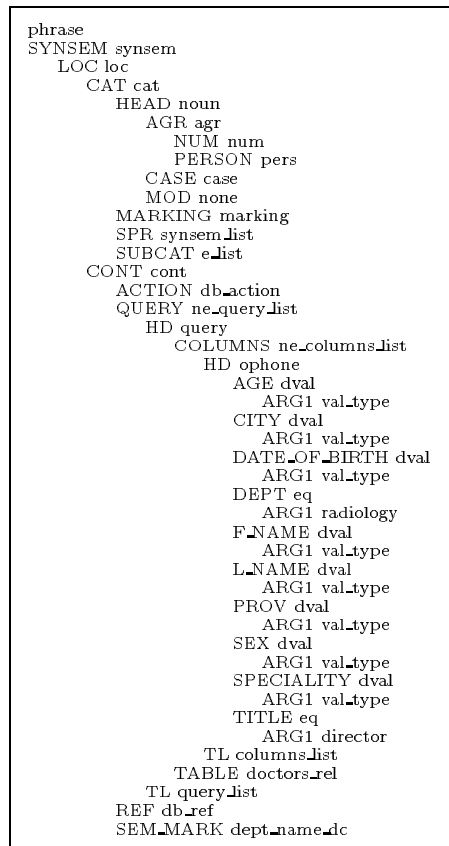 phrase
SYNSEM synsem
LOC loc
CAT cat
HEAD noun
AGR agr
NUM num
PERSON pers
CASE case
MOD none
MARKING marking
SPR synsem_list
SUBCAT e_list
CONT cont
ACTION db_action
QUERY ne_query_list
HD query
COLUMNS ne_columns_list
HD ophone
AGE dval
ARG1 val_type
CITY dval
ARG1 val_type
DATE_OF_BIRTH dval
ARG1 val_type
DEPT eq
ARG1 radiology
F_NAME dval
ARG1 val_type
L_NAME dval
ARG1 val_type
PROV dval
ARG1 val_type
SEX dval
ARG1 val_type
SPECIALITY dval
ARG1 val_type
TITLE eq
ARG1 director
TL columns_list
TABLE doctors_rel
TL query_list
REF db_ref
SEM_MARK dept_name_dc